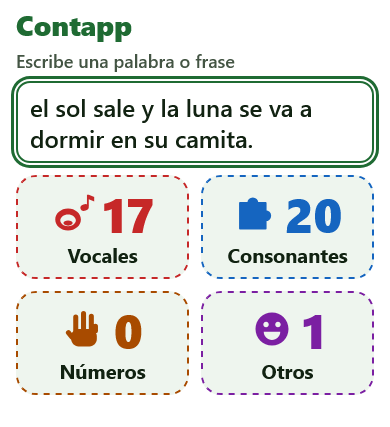 Contapp
Escribe una palabra o frase
el sol sale y la luna se va a
dormir en su camita.
17
Vocales
20
Consonantes
0
Números
1
Otros